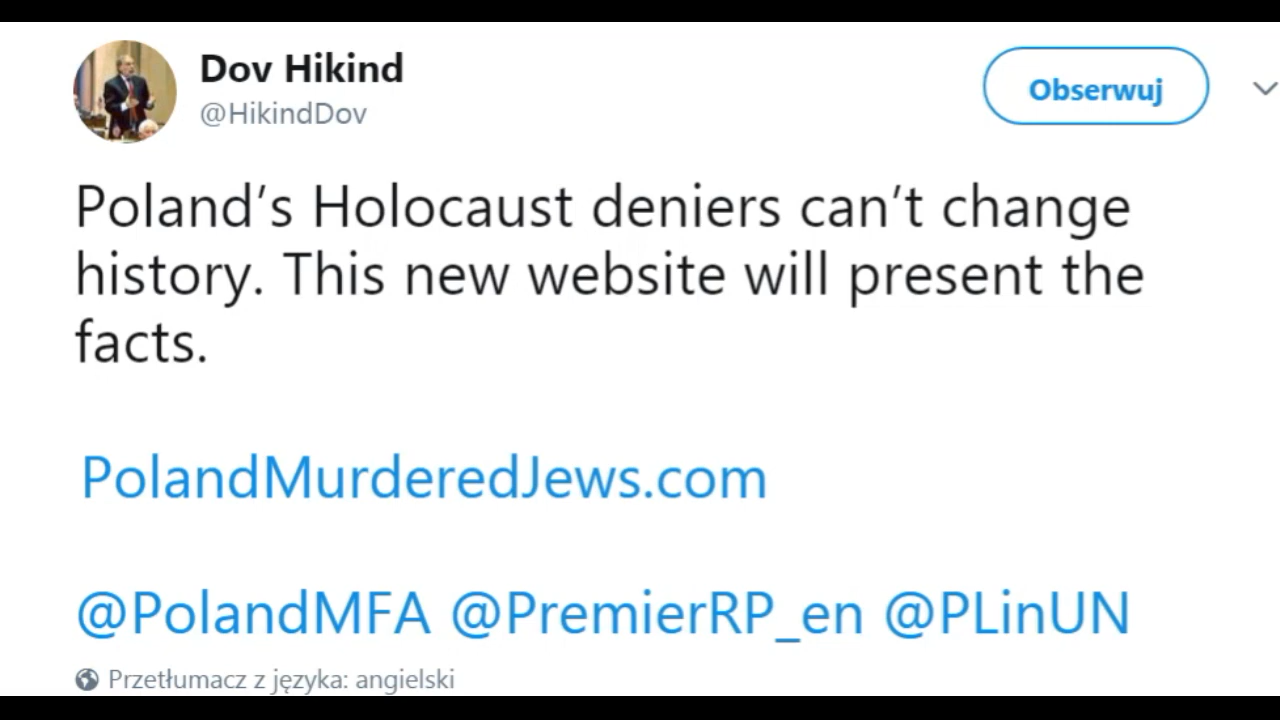 Dov Hikind
@HikindDov
Obserwuj
Poland’s Holocaust deniers can’t change
history. This new website will present the
facts.
PolandMurderedJews.com
@PolandMFA @PremierRP_en @PLinUN
Przetłumacz z języka: angielski